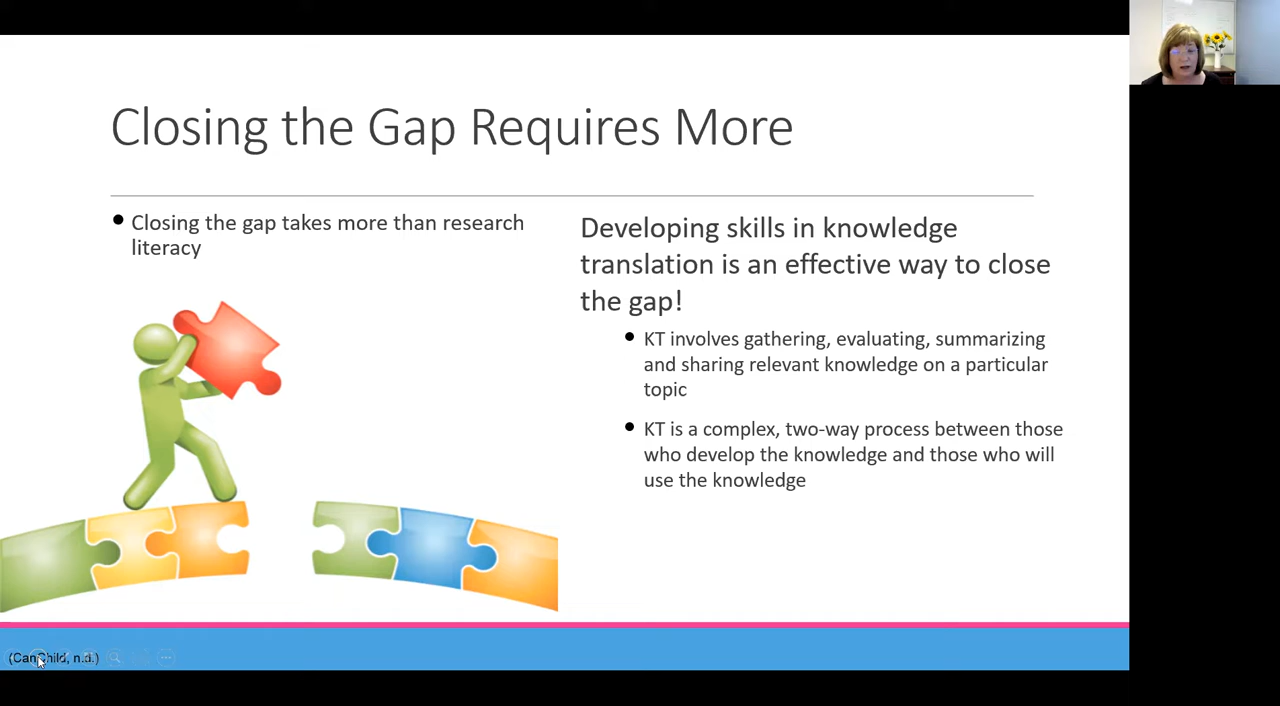 Closing the Gap Requires More
Closing the gap takes more than research
literacy
Developing skills in knowledge
translation is an effective way to close
the gap!
KT involves gathering, evaluating, summarizing
and sharing relevant knowledge on a particular
topic
KT is a complex, two-way process between those
who develop the knowledge and those who will
use the knowledge
(CanChild, n.d.)